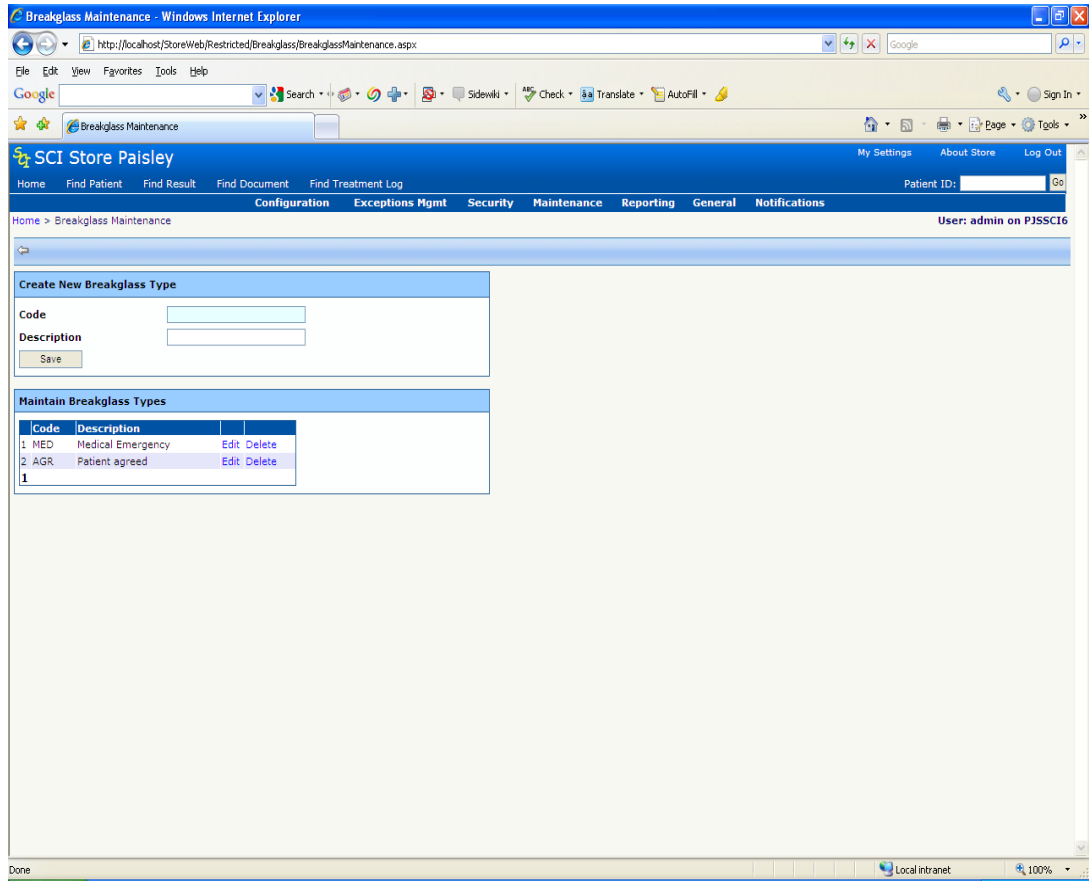 Breakglass Maintenance - Windows Internet Explorer
http://localhost/StoreWeb/Restricted/Breakglass/BreakglassMaintenance.aspx
Google
File Edit View Favorites Tools Help
Google Search Sidewiki ABC Check Translate AutoFill Sign In
Breakglass Maintenance Page Tools
SCI Store Paisley My Settings About Store Log Out
Home Find Patient Find Result Find Document Find Treatment Log Patient ID: Go
Configuration Exceptions Mgmt Security Maintenance Reporting General Notifications
Home > Breakglass Maintenance User: admin on PJSSCI6
Create New Breakglass Type
Code
Description
Save
Maintain Breakglass Types
Code Description
1 MED Medical Emergency Edit Delete
2 AGR Patient agreed Edit Delete
1
Done Local intranet 100%